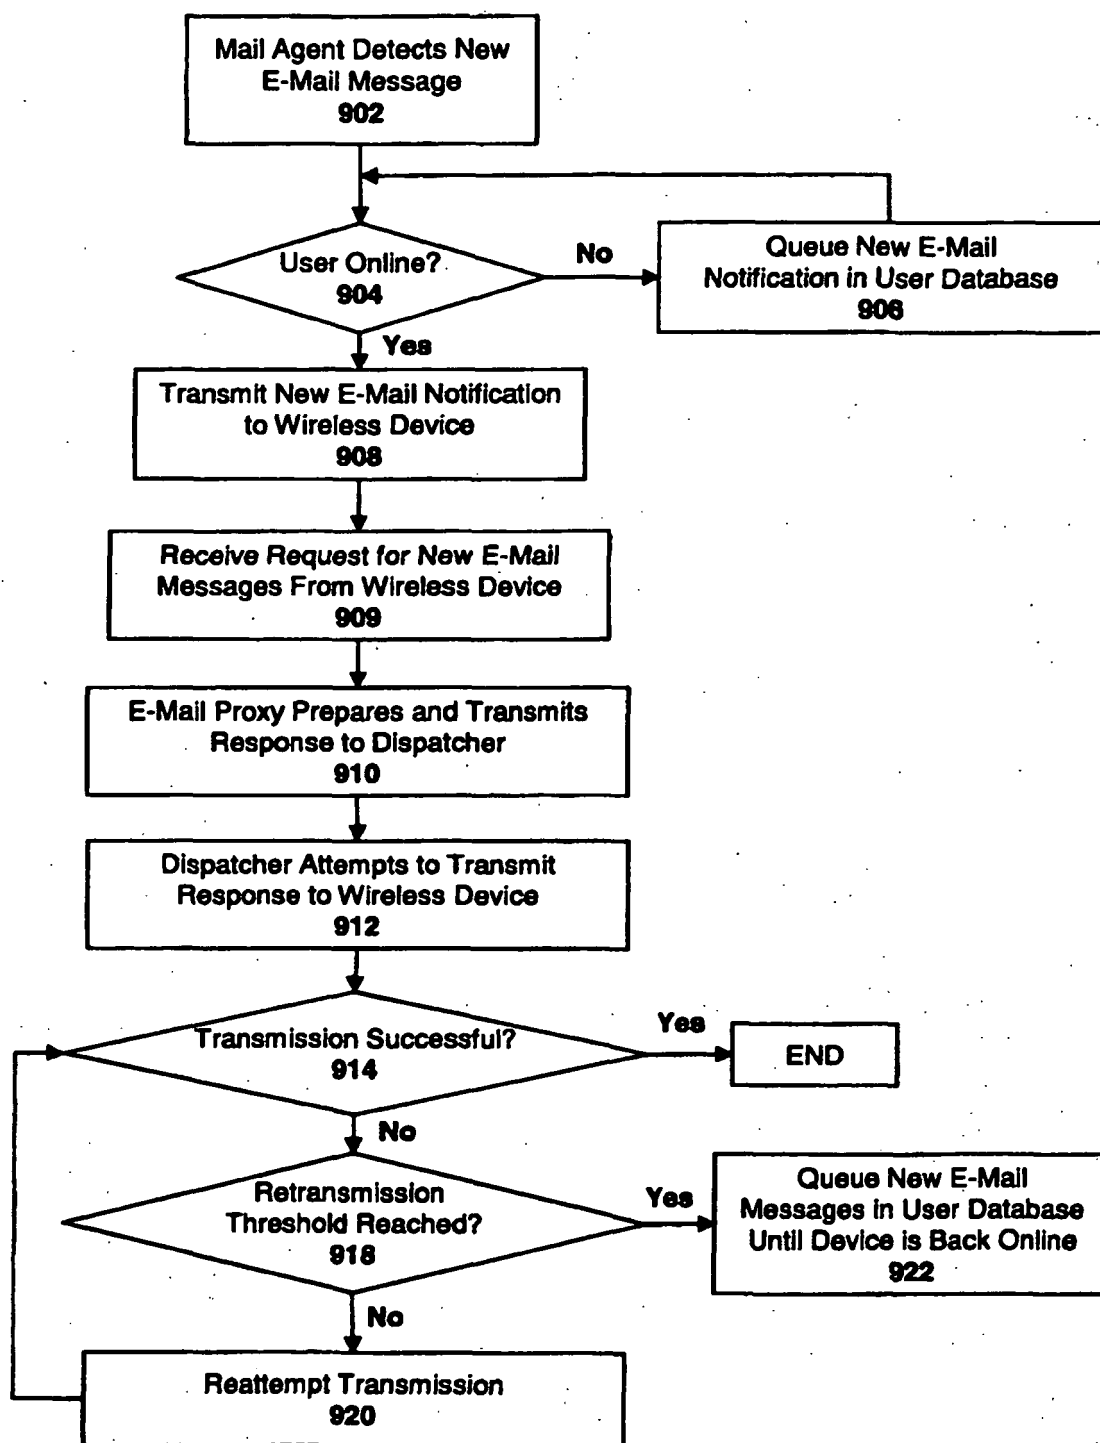 Mail Agent Detects New
E-Mail Message
902
User Online?
904
No
Queue New E-Mail
Notification in User Database
906
Yes
Transmit New E-Mail Notification
to Wireless Device
908
Receive Request for New E-Mail
Messages From Wireless Device
909
E-Mail Proxy Prepares and Transmits
Response to Dispatcher
910
Dispatcher Attempts to Transmit
Response to Wireless Device
912
Transmission Successful?
914
Yes
END
No
Retransmission
Threshold Reached?
918
Yes
Queue New E-Mail
Messages in User Database
Until Device is Back Online
922
No
Reattempt Transmission
920